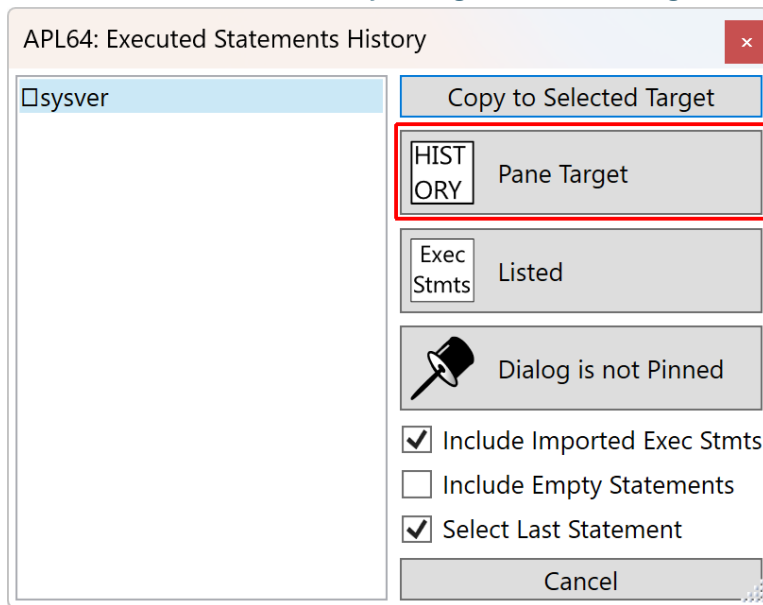 APL64: Executed Statements History
×
⎕sysver
Copy to Selected Target
HIST
ORY
Pane Target
Exec
Stmts
Listed
Dialog is not Pinned
Include Imported Exec Stmts
Include Empty Statements
Select Last Statement
Cancel